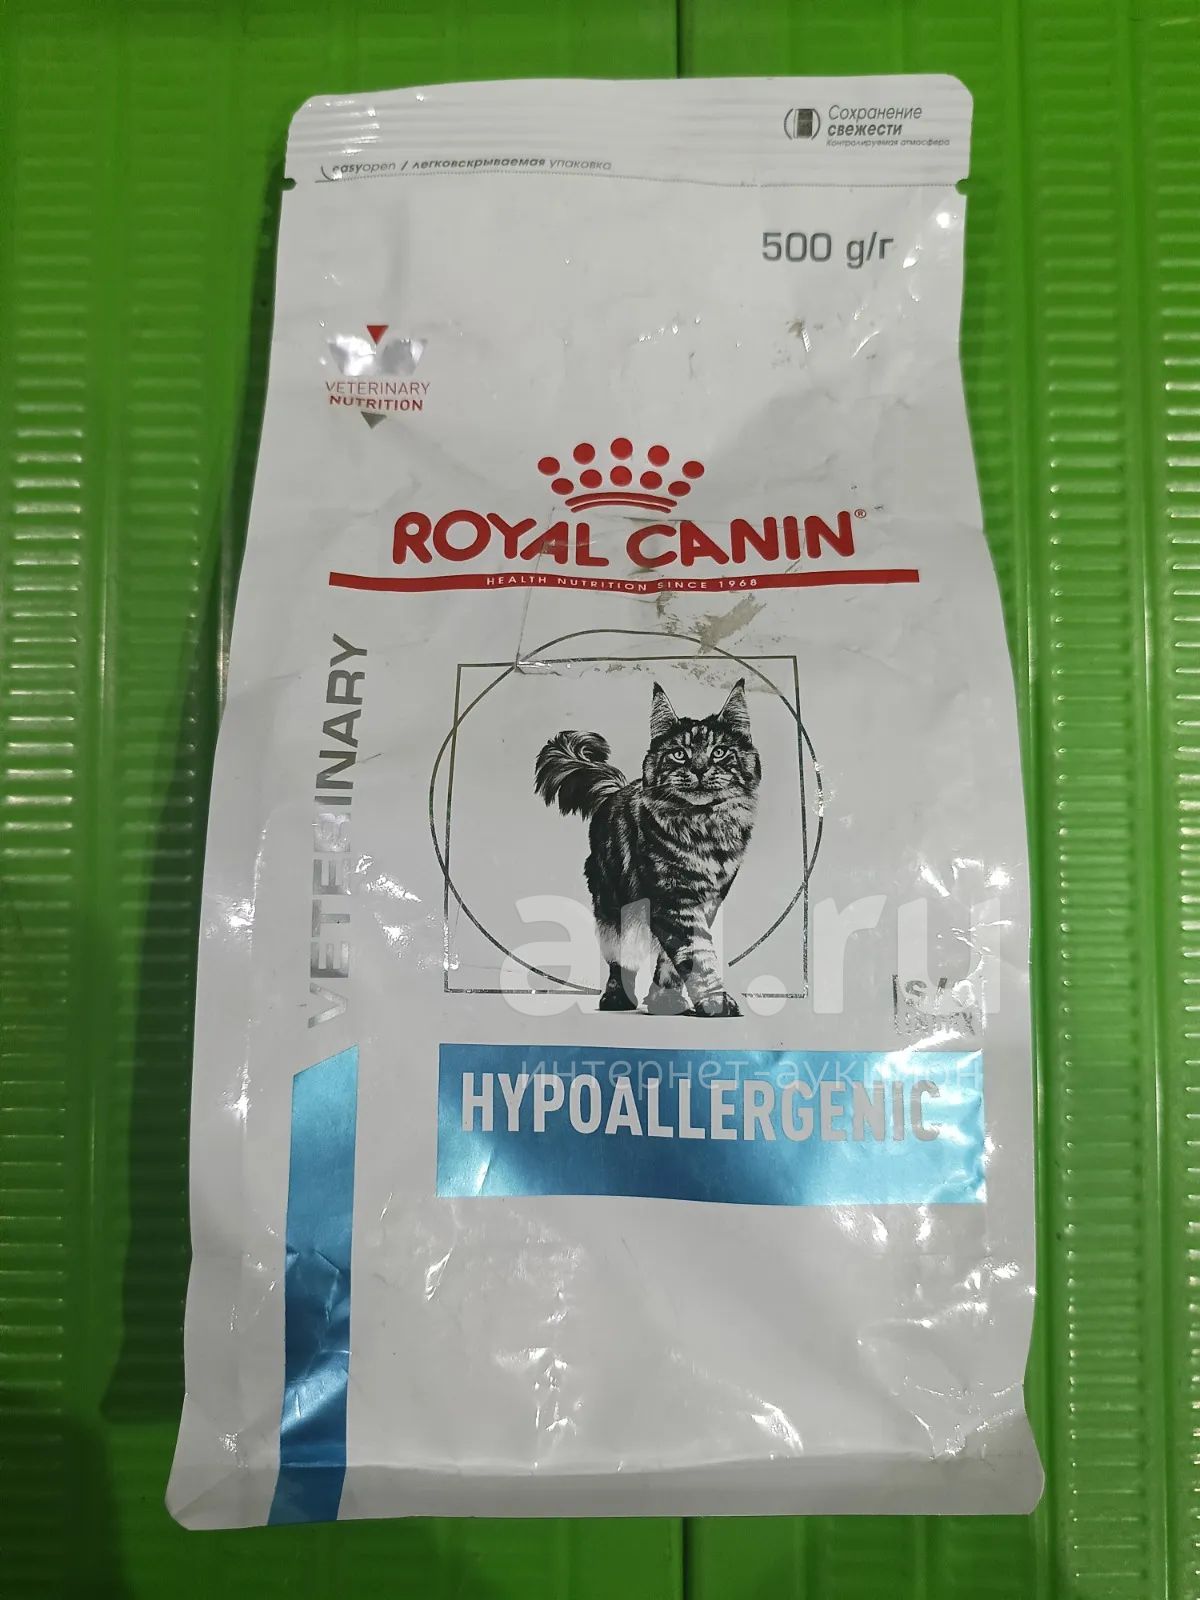 Сохранение
свежести
Контролируемая атмосфера
easyopen / легковскрываемая упаковка
500 g/г
VETERINARY
NUTRITION
ROYAL CANIN®
HEALTH NUTRITION SINCE 1968
VETERINARY
au.ru
S/O
INDEX
интернет-аукцион
HYPOALLERGENIC